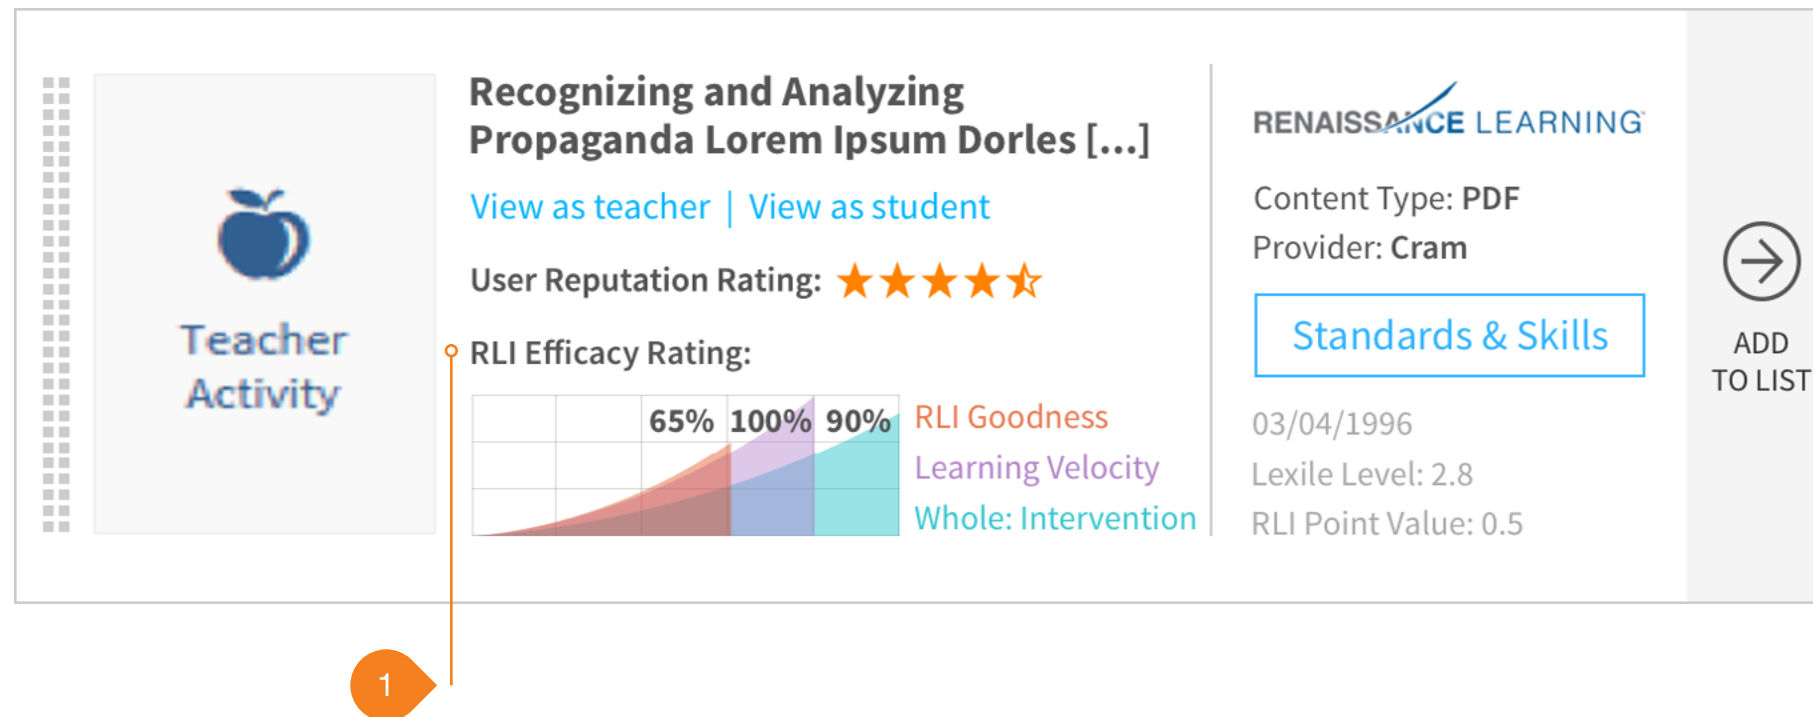 Teacher
Activity
Recognizing and Analyzing
Propaganda Lorem Ipsum Dorles [...]
View as teacher | View as student
User Reputation Rating:
RLI Efficacy Rating:
65% 100% 90%
RLI Goodness
Learning Velocity
Whole: Intervention
RENAISSANCE LEARNING
Content Type: PDF
Provider: Cram
Standards & Skills
03/04/1996
Lexile Level: 2.8
RLI Point Value: 0.5
ADD
TO LIST
1